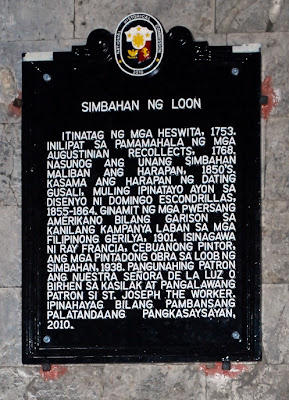 SIMBAHAN NG LOON
ITINATAG NG MGA HESWITA, 1753.
INILIPAT SA PAMAMAHALA NG MGA
AUGUSTINIAN RECOLLECTS, 1768.
NASUNOG ANG UNANG SIMBAHAN
MALIBAN ANG HARAPAN, 1850'S.
KASAMA ANG HARAPAN NG DATING
GUSALI, MULING IPINATAYO AYON SA
DISENYO NI DOMINGO ESCONDRILLAS,
1855-1864. GINAMIT NG MGA PWERSANG
AMERIKANO BILANG GARISON SA
KANILANG KAMPANYA LABAN SA MGA
FILIPINONG GERILYA, 1901. ISINAGAWA
NI RAY FRANCIA, CEBUANONG PINTOR,
ANG MGA PINTADONG OBRA SA LOOB NG
SIMBAHAN, 1938. PANGUNAHING PATRON
ANG NUESTRA SEÑORA DE LA LUZ O
BIRHEN SA KASILAK AT PANGALAWANG
PATRON SI ST. JOSEPH THE WORKER.
IPINAHAYAG BILANG PAMBANSANG
PALATANDAANG PANGKASAYSAYAN,
2010.